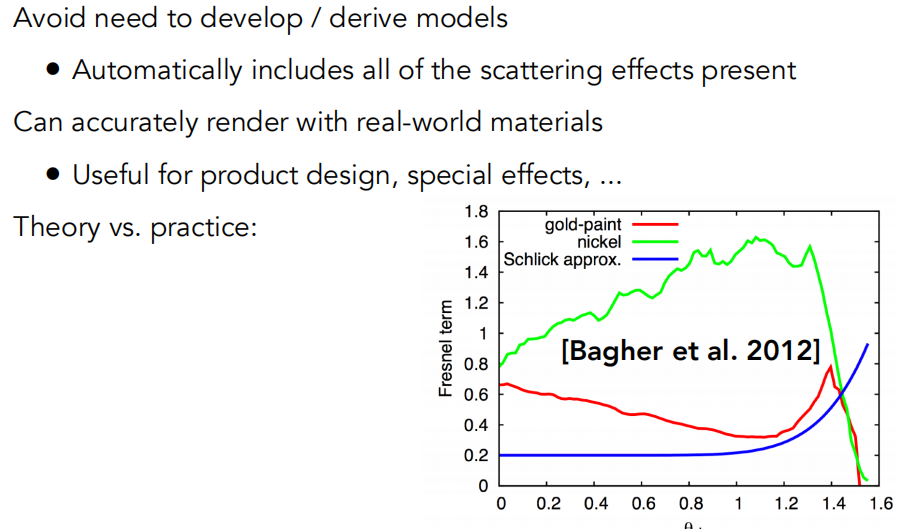 Avoid need to develop / derive models
• Automatically includes all of the scattering effects present
Can accurately render with real-world materials
• Useful for product design, special effects, ...
Theory vs. practice:
1.8
1.6
1.4
1.2
1
0.8
0.6
0.4
0.2
0
Fresnel term
gold-paint
nickel
Schlick approx.
[Bagher et al. 2012]
0 0.2 0.4 0.6 0.8 1 1.2 1.4 1.6